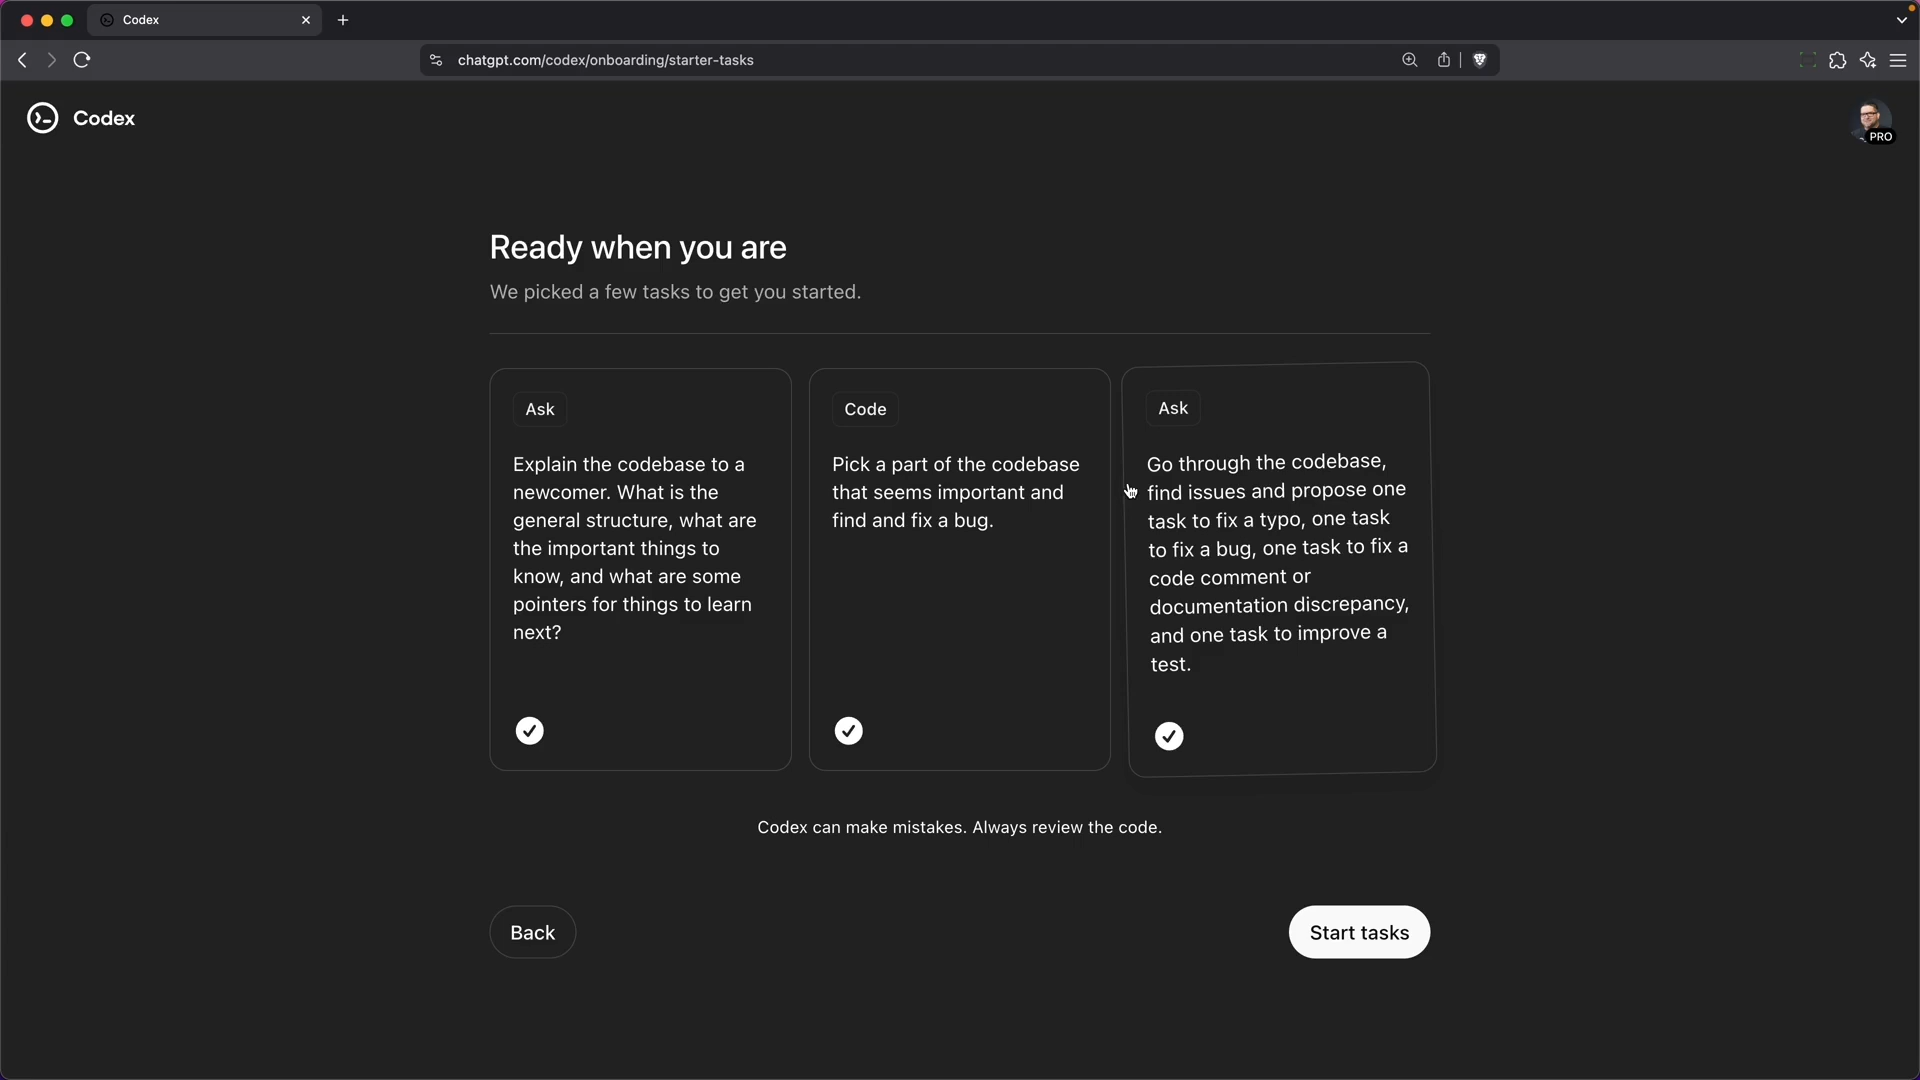 Codex
chatgpt.com/codex/onboarding/starter-tasks
Codex
PRO
Ready when you are
We picked a few tasks to get you started.
Ask
Explain the codebase to a
newcomer. What is the
general structure, what are
the important things to
know, and what are some
pointers for things to learn
next?
Code
Pick a part of the codebase
that seems important and
find and fix a bug.
Ask
Go through the codebase,
find issues and propose one
task to fix a typo, one task
to fix a bug, one task to fix a
code comment or
documentation discrepancy,
and one task to improve a
test.
Codex can make mistakes. Always review the code.
Back
Start tasks